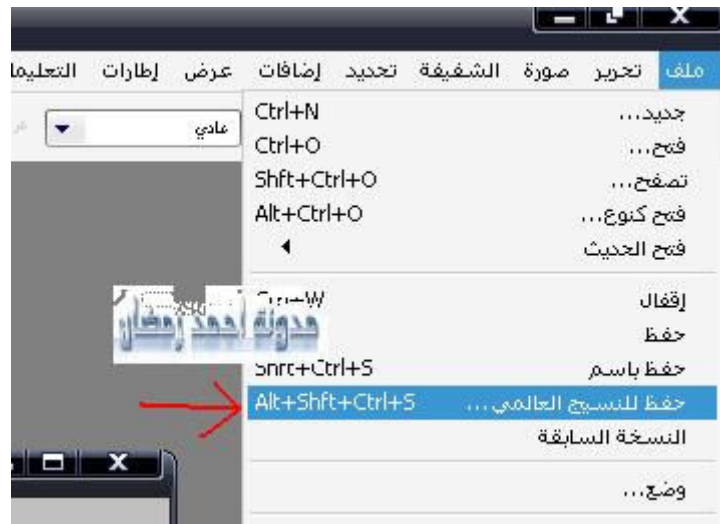 ملف تحرير صورة الشفيفة تحديد إضافات عرض إطارات
عادي
جديد... Ctrl+N
فتح... Ctrl+O
تصفح... Shft+Ctrl+O
فتح كنوع... Alt+Ctrl+O
فتح الحديث
إقفال Ctrl+W
حفظ
مدونة أحمد رمضان
حفظ باسم Shft+Ctrl+S
حفظ للنسيج العالمي... Alt+Shft+Ctrl+S
النسخة السابقة
وضع...